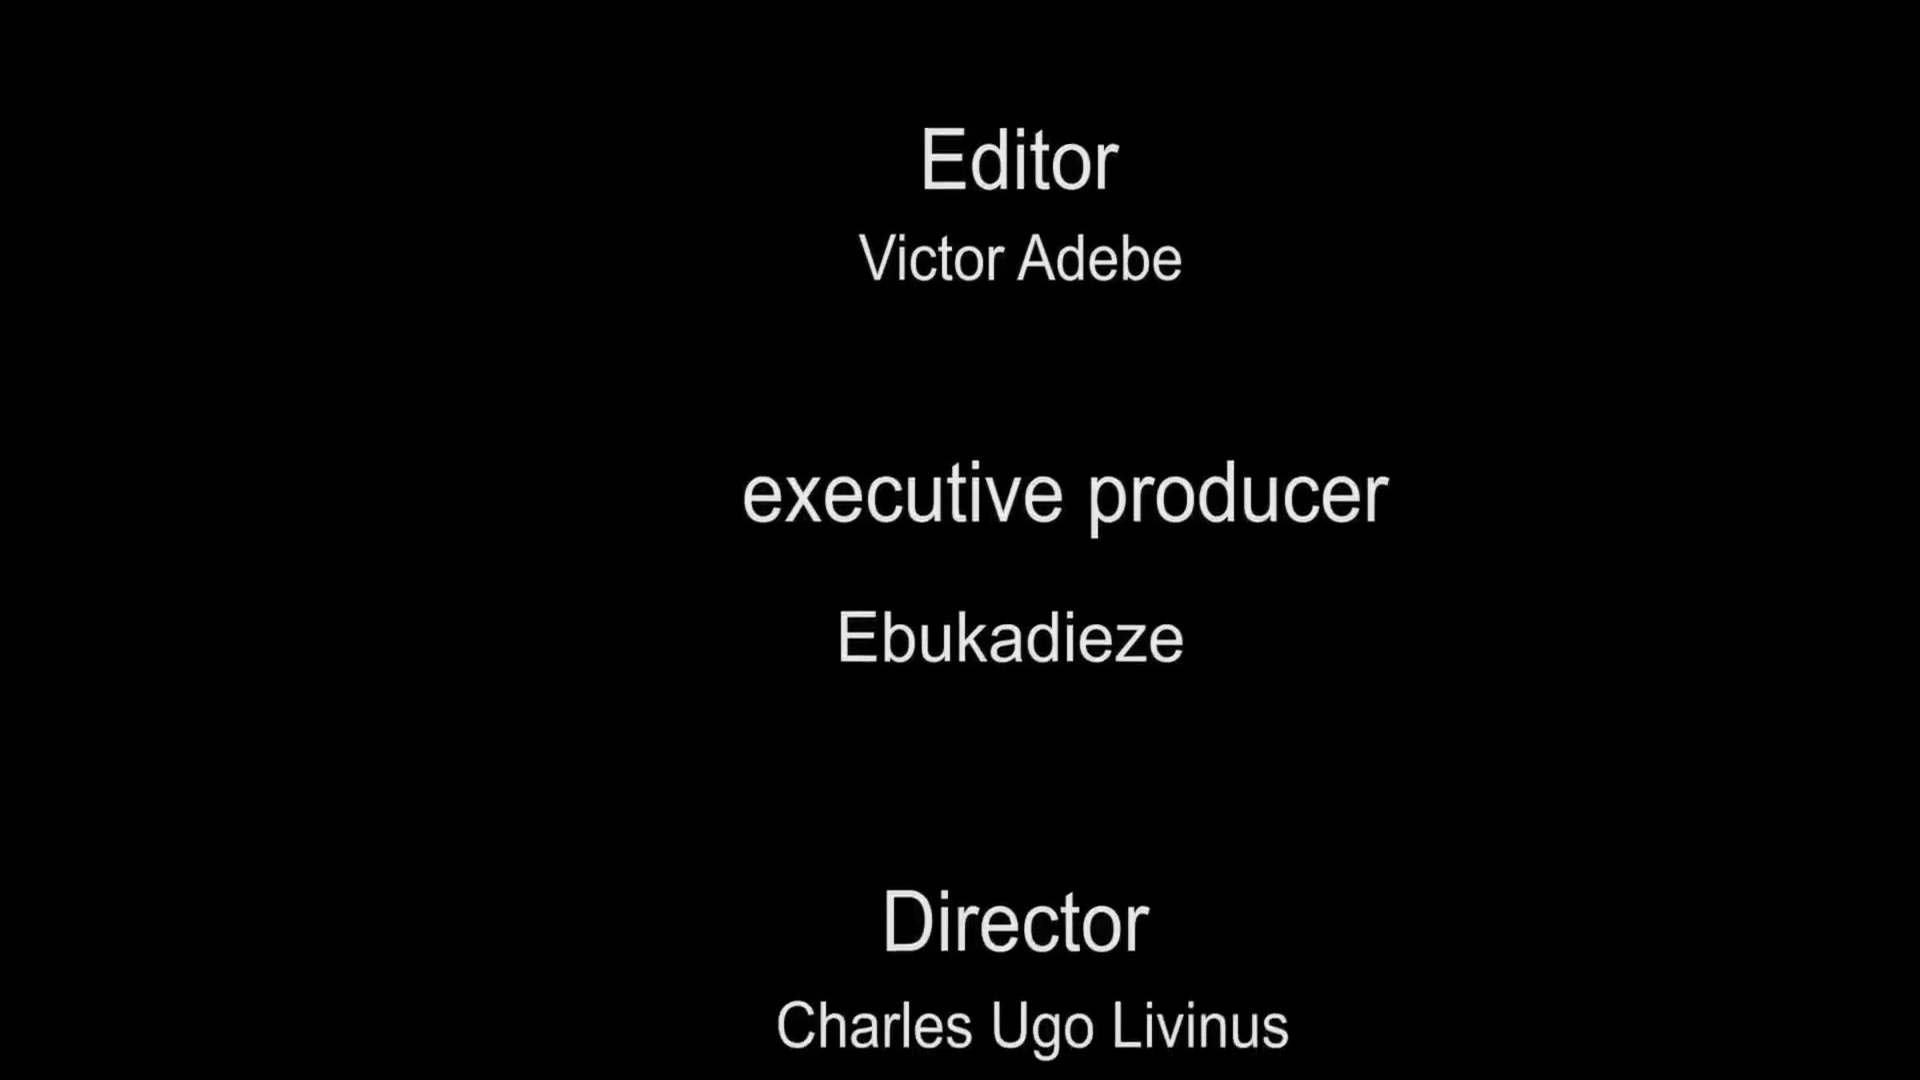 Editor
Victor Adebe
executive producer
Ebukadieze
Director
Charles Ugo Livinus